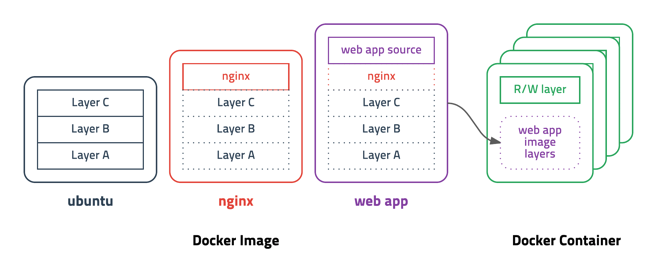 Layer C
Layer B
Layer A
ubuntu
nginx
Layer C
Layer B
Layer A
nginx
web app source
nginx
Layer C
Layer B
Layer A
web app
Docker Image
R/W layer
web app
image
layers
Docker Container